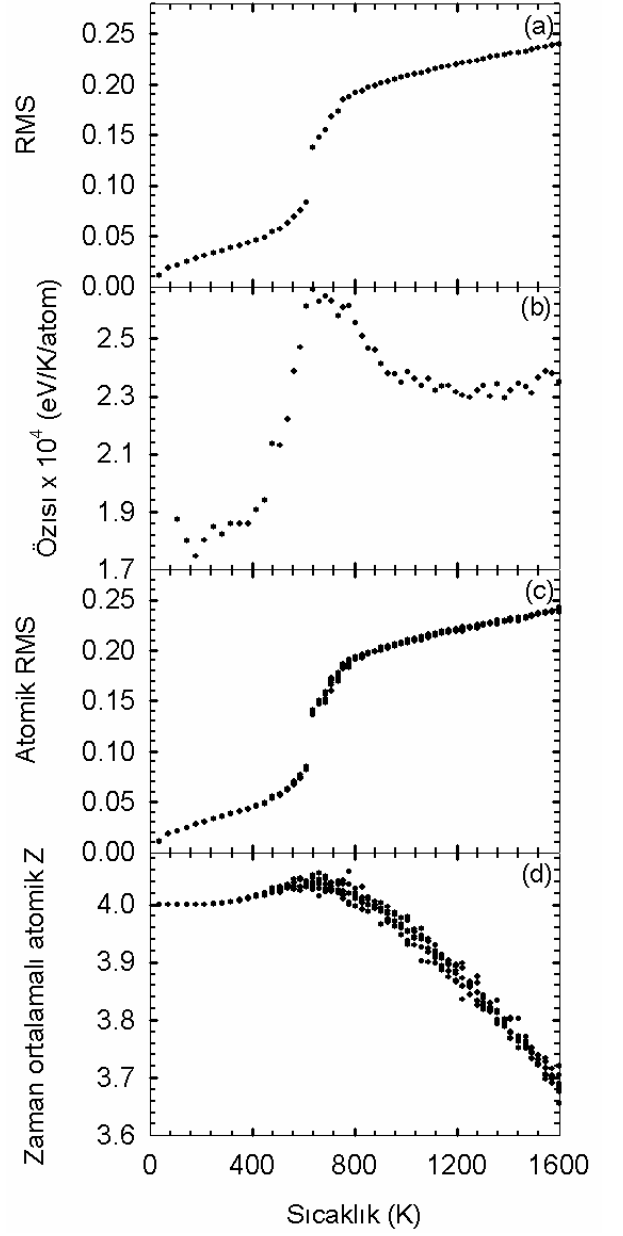 (a)
RMS
0.25
0.20
0.15
0.10
0.05
0.00
(b)
Özısı x 10⁴ (eV/K/atom)
2.5
2.3
2.1
1.9
1.7
(c)
Atomik RMS
0.25
0.20
0.15
0.10
0.05
0.00
(d)
Zaman ortalamalı atomik Z
4.0
3.9
3.8
3.7
3.6
0 400 800 1200 1600
Sıcaklık (K)